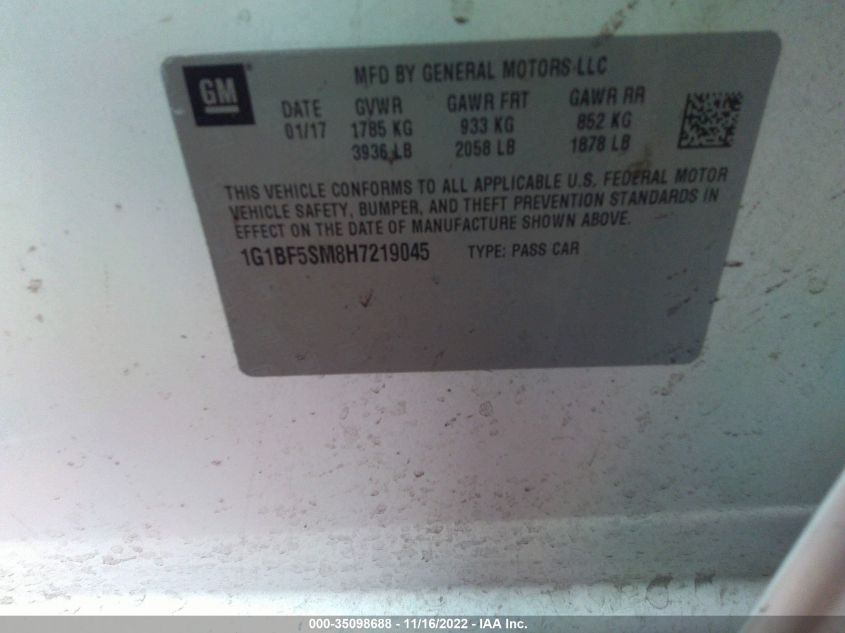 GM
MFD BY GENERAL MOTORS LLC
DATE GVWR GAWR FRT GAWR RR
01/17 1785 KG 933 KG 852 KG
3936 LB 2058 LB 1878 LB
THIS VEHICLE CONFORMS TO ALL APPLICABLE U.S. FEDERAL MOTOR
VEHICLE SAFETY, BUMPER, AND THEFT PREVENTION STANDARDS IN
EFFECT ON THE DATE OF MANUFACTURE SHOWN ABOVE.
1G1BF5SM8H7219045 TYPE: PASS CAR
000-35098688 - 11/16/2022 - IAA Inc.